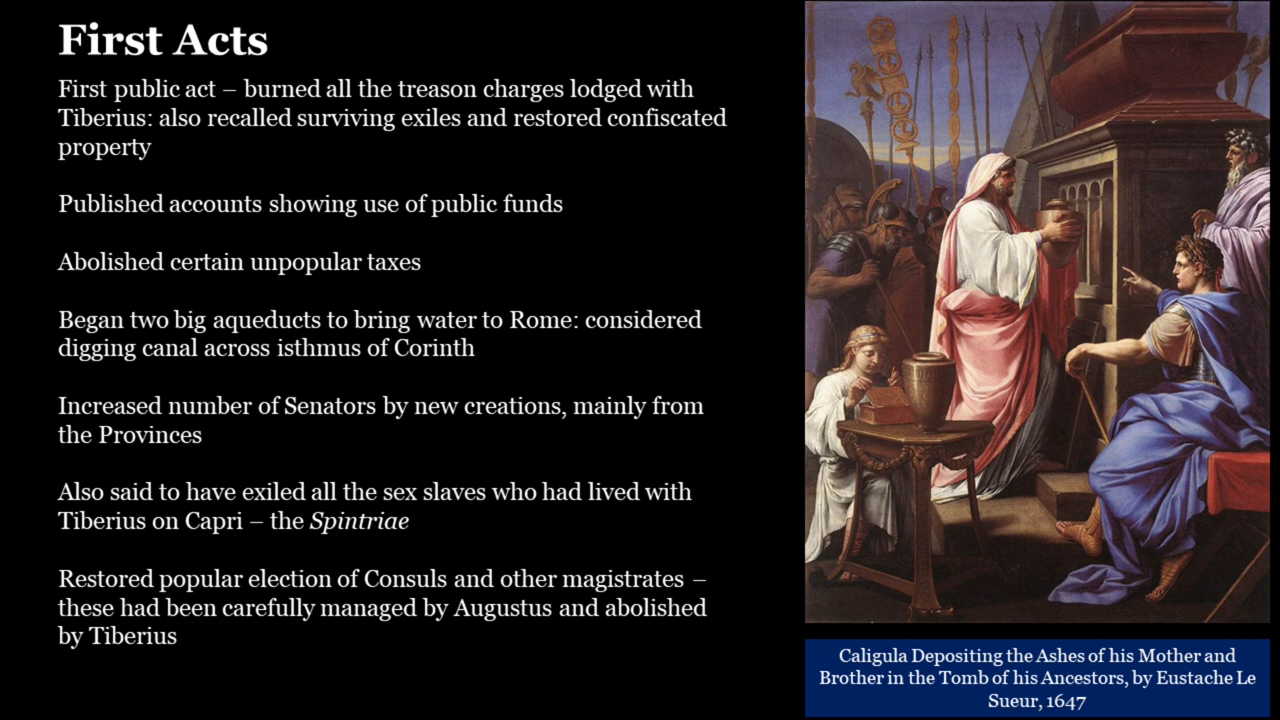 First Acts
First public act – burned all the treason charges lodged with
Tiberius: also recalled surviving exiles and restored confiscated
property
Published accounts showing use of public funds
Abolished certain unpopular taxes
Began two big aqueducts to bring water to Rome: considered
digging canal across isthmus of Corinth
Increased number of Senators by new creations, mainly from
the Provinces
Also said to have exiled all the sex slaves who had lived with
Tiberius on Capri – the Spintriae
Restored popular election of Consuls and other magistrates –
these had been carefully managed by Augustus and abolished
by Tiberius
Caligula Depositing the Ashes of his Mother and
Brother in the Tomb of his Ancestors, by Eustache Le
Sueur, 1647